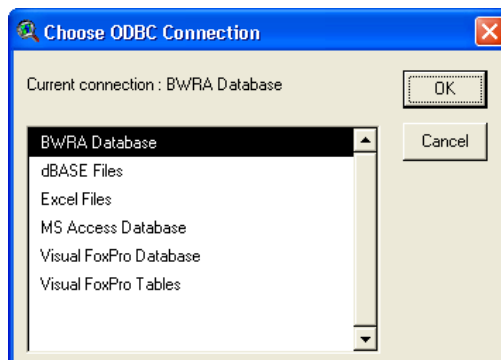 Choose ODBC Connection
Current connection : BWRA Database
OK
Cancel
BWRA Database
dBASE Files
Excel Files
MS Access Database
Visual FoxPro Database
Visual FoxPro Tables